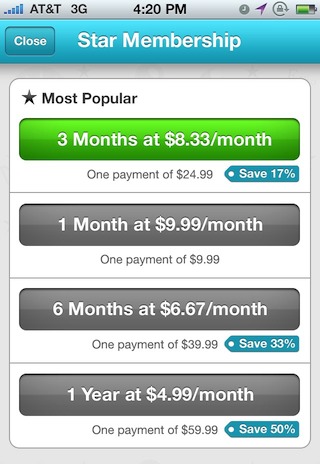 AT&T 3G 4:20 PM
Close Star Membership
Most Popular
3 Months at $8.33/month
One payment of $24.99 Save 17%
1 Month at $9.99/month
One payment of $9.99
6 Months at $6.67/month
One payment of $39.99 Save 33%
1 Year at $4.99/month
One payment of $59.99 Save 50%